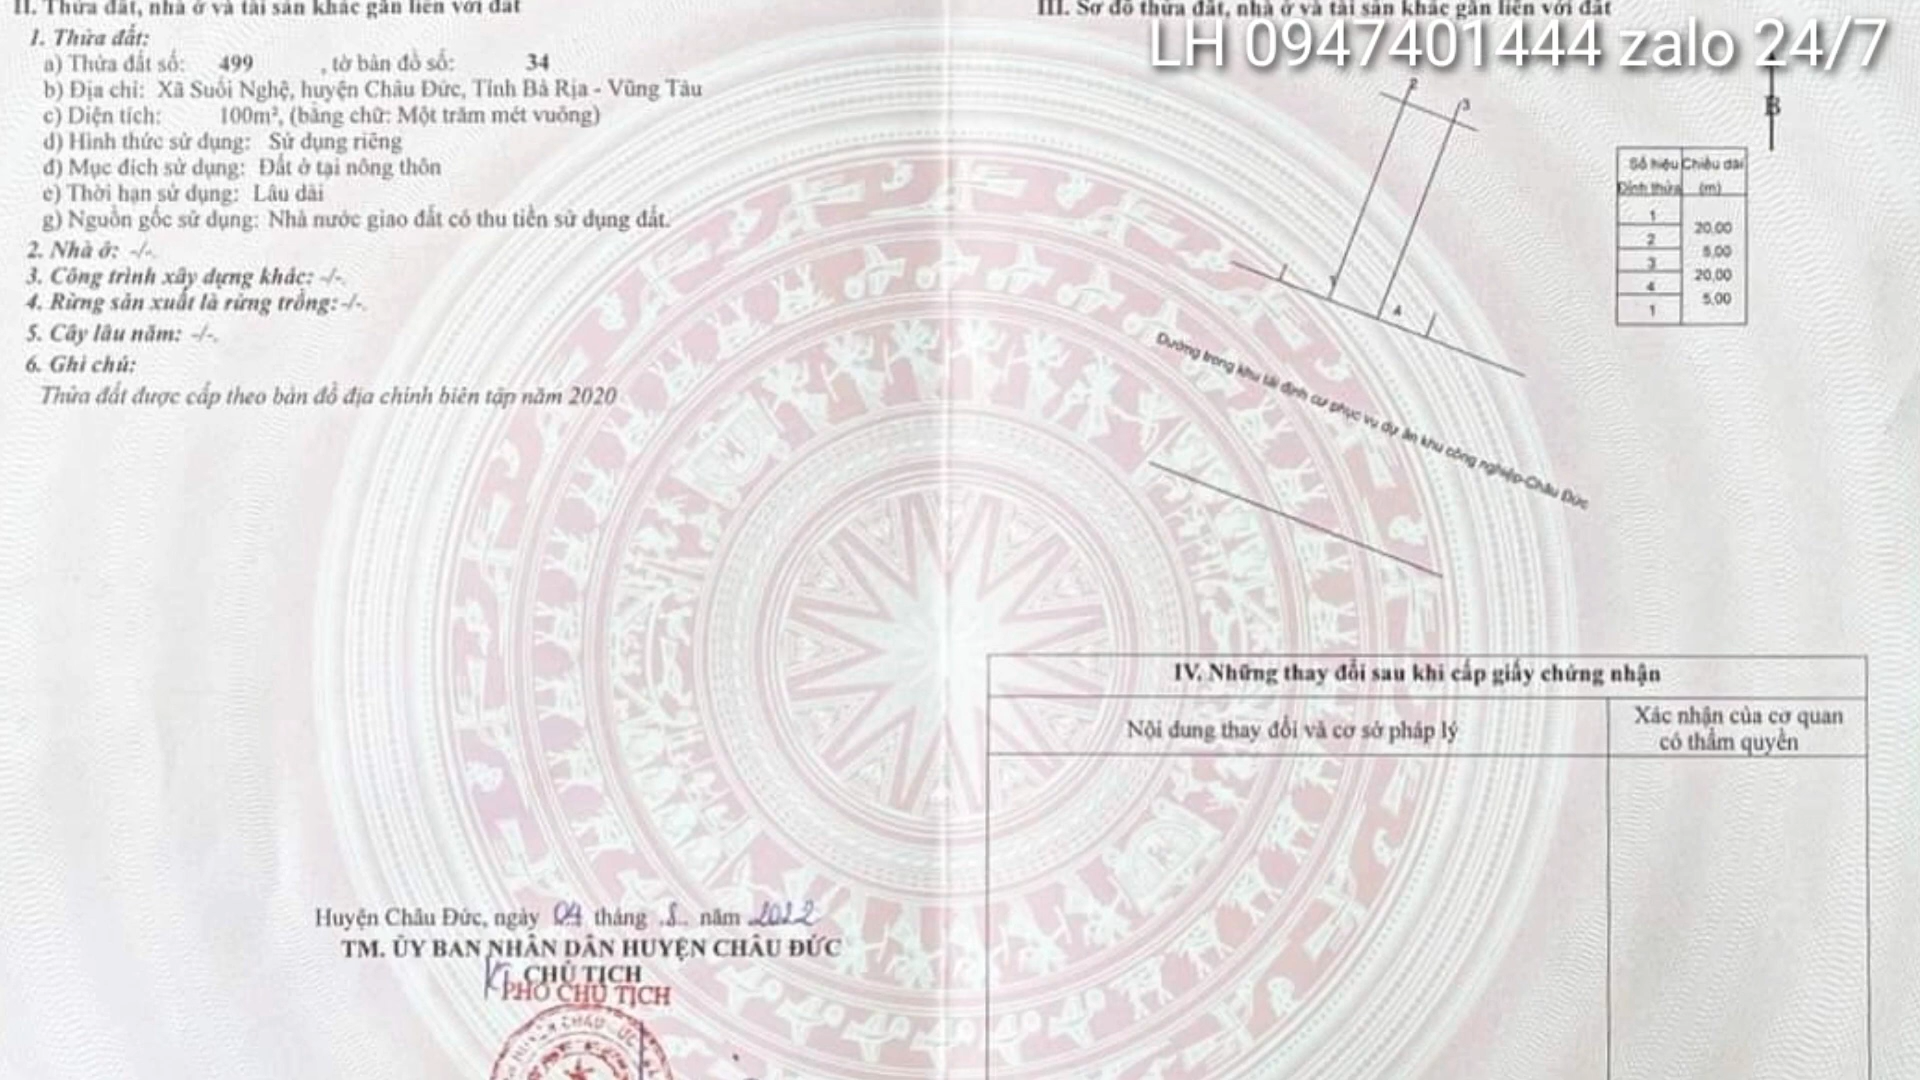 II. Thửa đất, nhà ở và tài sản khác gắn liền với đất
1. Thửa đất:
a) Thửa đất số: 499 , tờ bản đồ số: 34
b) Địa chỉ: Xã Suối Nghệ, huyện Châu Đức, Tỉnh Bà Rịa - Vũng Tàu
c) Diện tích: 100m², (bằng chữ: Một trăm mét vuông)
d) Hình thức sử dụng: Sử dụng riêng
đ) Mục đích sử dụng: Đất ở tại nông thôn
e) Thời hạn sử dụng: Lâu dài
g) Nguồn gốc sử dụng: Nhà nước giao đất có thu tiền sử dụng đất.
2. Nhà ở: -/-.
3. Công trình xây dựng khác: -/-.
4. Rừng sản xuất là rừng trồng: -/-.
5. Cây lâu năm: -/-.
6. Ghi chú:
Thửa đất được cấp theo bản đồ địa chính biên tập năm 2020
Huyện Châu Đức, ngày 04 tháng 8 năm 2022
TM. ỦY BAN NHÂN DÂN HUYỆN CHÂU ĐỨC
KT CHỦ TỊCH
PHÓ CHỦ TỊCH
III. Sơ đồ thửa đất, nhà ở và tài sản khác gắn liền với đất
LH 0947401444 zalo 24/7
B
2
3
1
4
Đường trong khu tái định cư phục vụ dự án khu công nghiệp-Châu Đức
Số hiệu Chiều dài
Đỉnh thửa (m)
1
20.00
2
5.00
3
20.00
4
5.00
1
IV. Những thay đổi sau khi cấp giấy chứng nhận
Nội dung thay đổi và cơ sở pháp lý
Xác nhận của cơ quan
có thẩm quyền